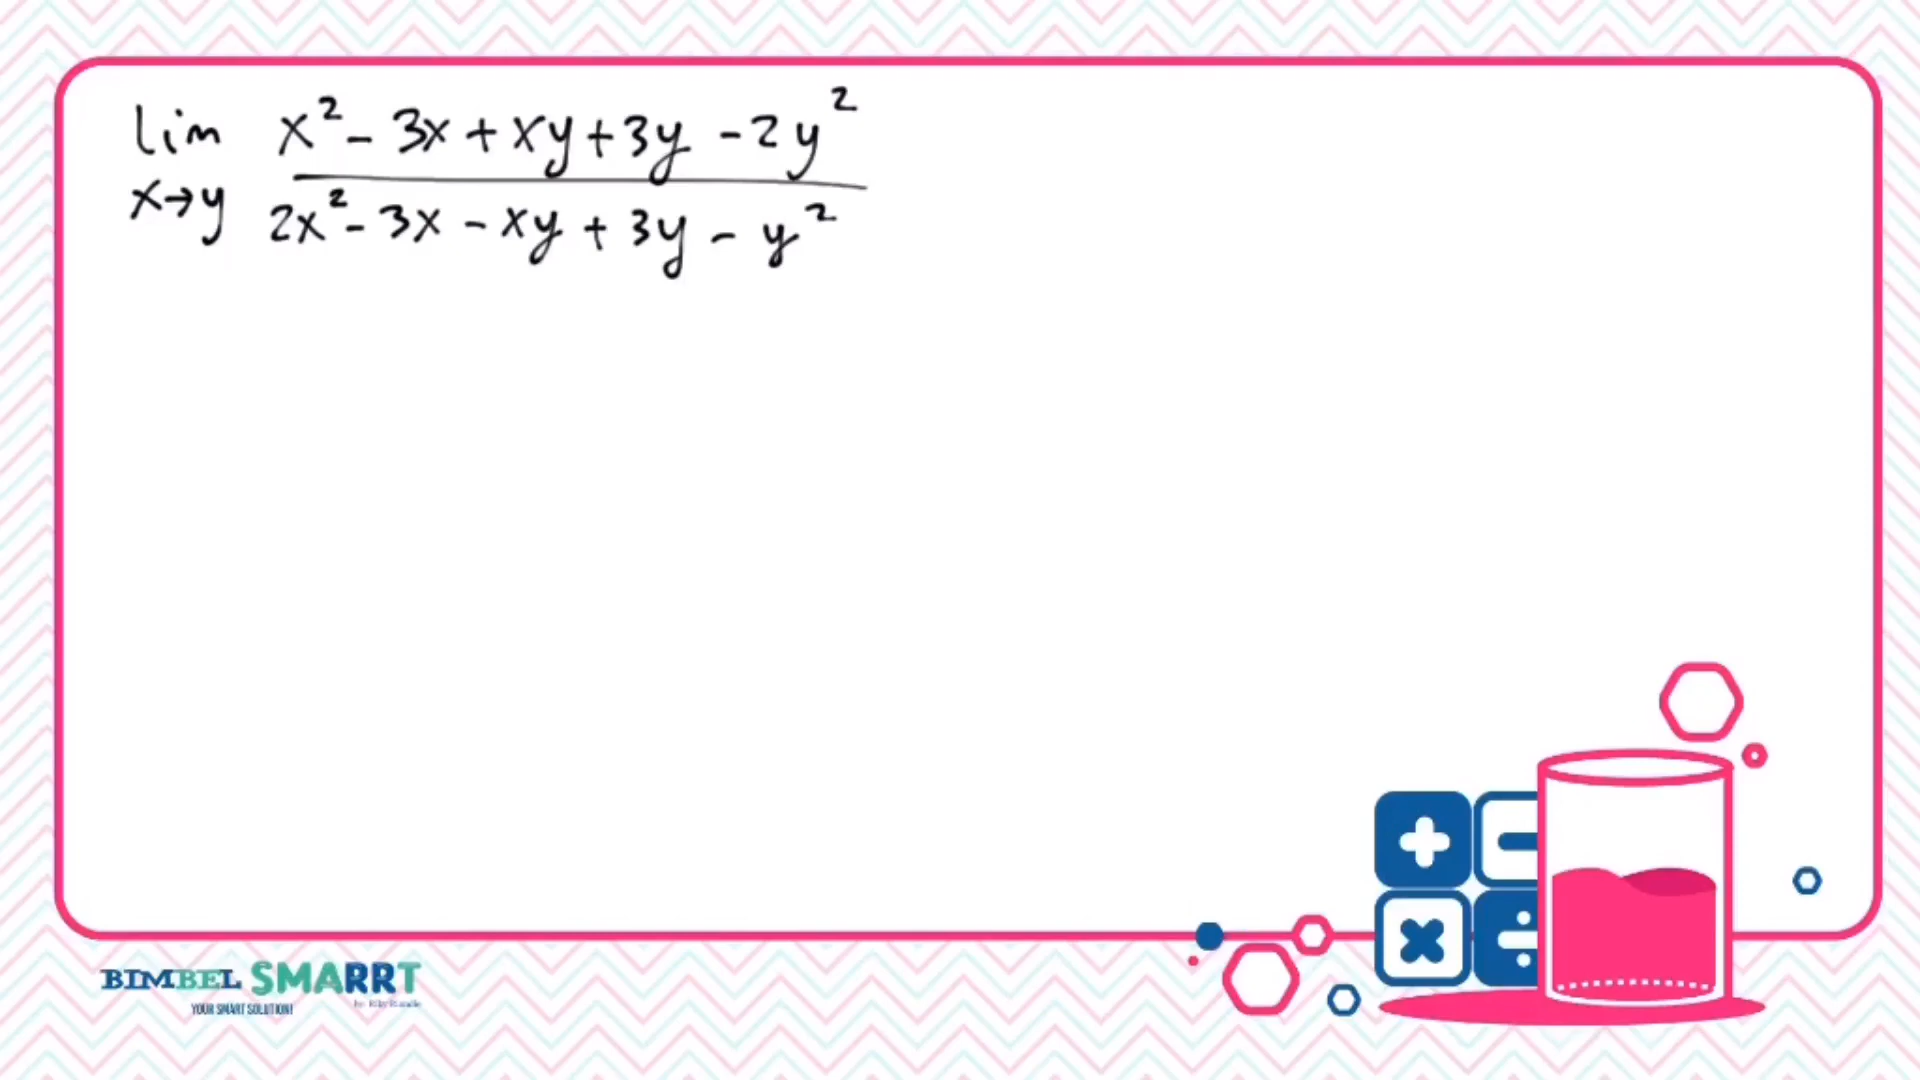 lim x² - 3x + xy + 3y - 2y²
x→y 2x² - 3x - xy + 3y - y²
BIMBEL SMARRT
YOUR SMART SOLUTION!